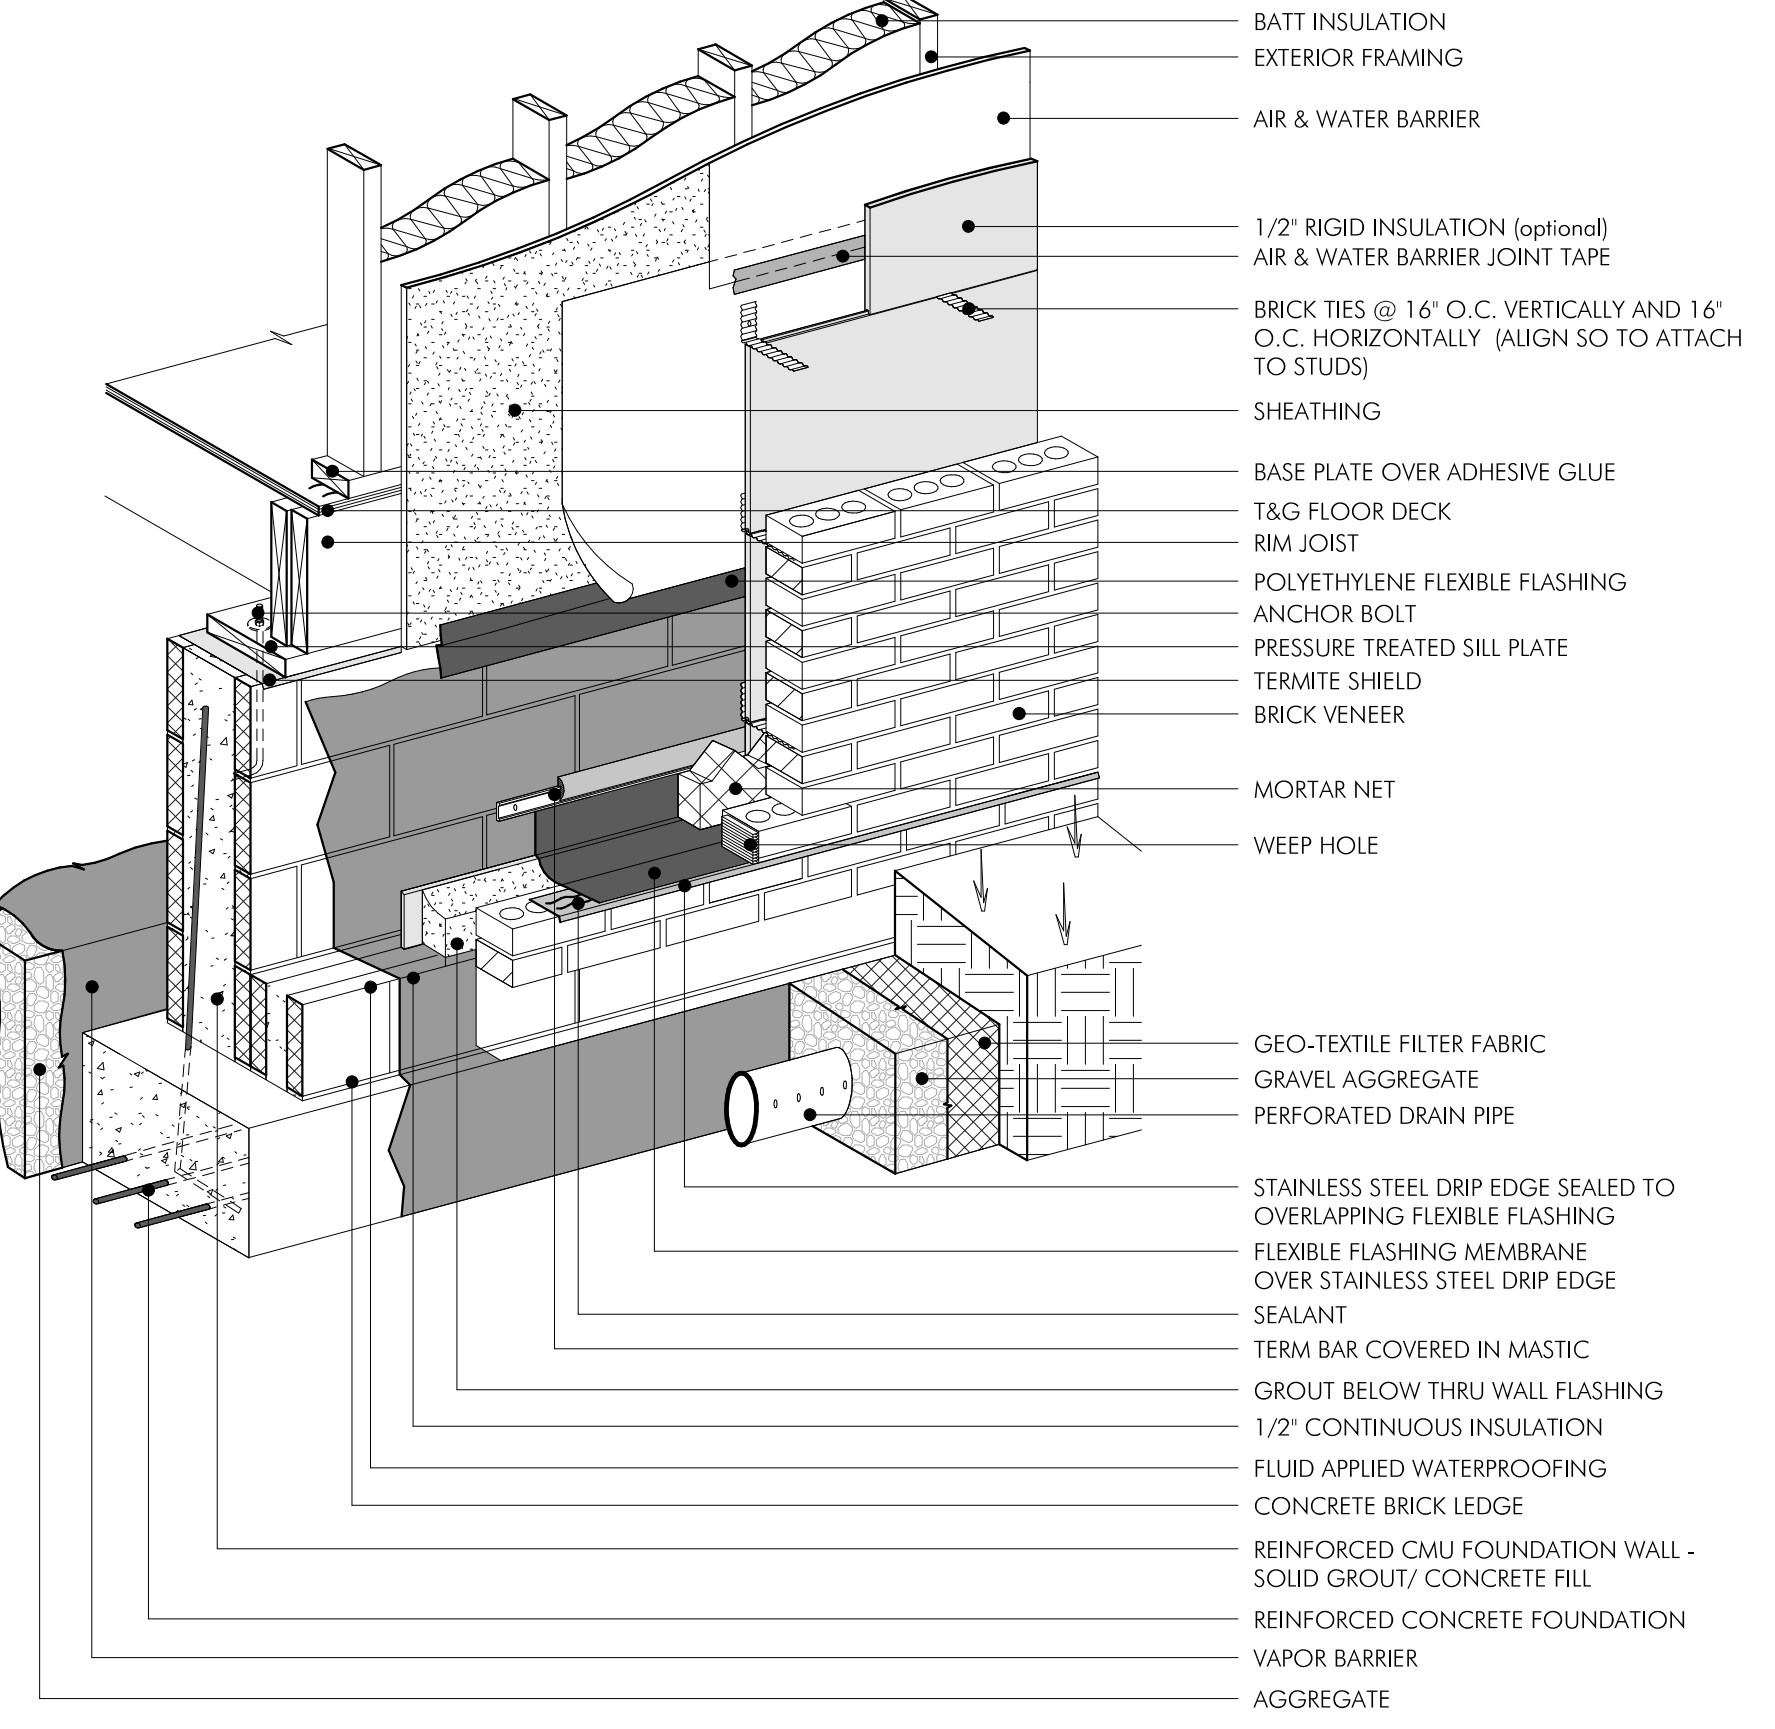 BATT INSULATION
EXTERIOR FRAMING
AIR & WATER BARRIER
1/2" RIGID INSULATION (optional)
AIR & WATER BARRIER JOINT TAPE
BRICK TIES @ 16" O.C. VERTICALLY AND 16"
O.C. HORIZONTALLY (ALIGN SO TO ATTACH
TO STUDS)
SHEATHING
BASE PLATE OVER ADHESIVE GLUE
T&G FLOOR DECK
RIM JOIST
POLYETHYLENE FLEXIBLE FLASHING
ANCHOR BOLT
PRESSURE TREATED SILL PLATE
TERMITE SHIELD
BRICK VENEER
MORTAR NET
WEEP HOLE
GEO-TEXTILE FILTER FABRIC
GRAVEL AGGREGATE
PERFORATED DRAIN PIPE
STAINLESS STEEL DRIP EDGE SEALED TO
OVERLAPPING FLEXIBLE FLASHING
FLEXIBLE FLASHING MEMBRANE
OVER STAINLESS STEEL DRIP EDGE
SEALANT
TERM BAR COVERED IN MASTIC
GROUT BELOW THRU WALL FLASHING
1/2" CONTINUOUS INSULATION
FLUID APPLIED WATERPROOFING
CONCRETE BRICK LEDGE
REINFORCED CMU FOUNDATION WALL -
SOLID GROUT/ CONCRETE FILL
REINFORCED CONCRETE FOUNDATION
VAPOR BARRIER
AGGREGATE